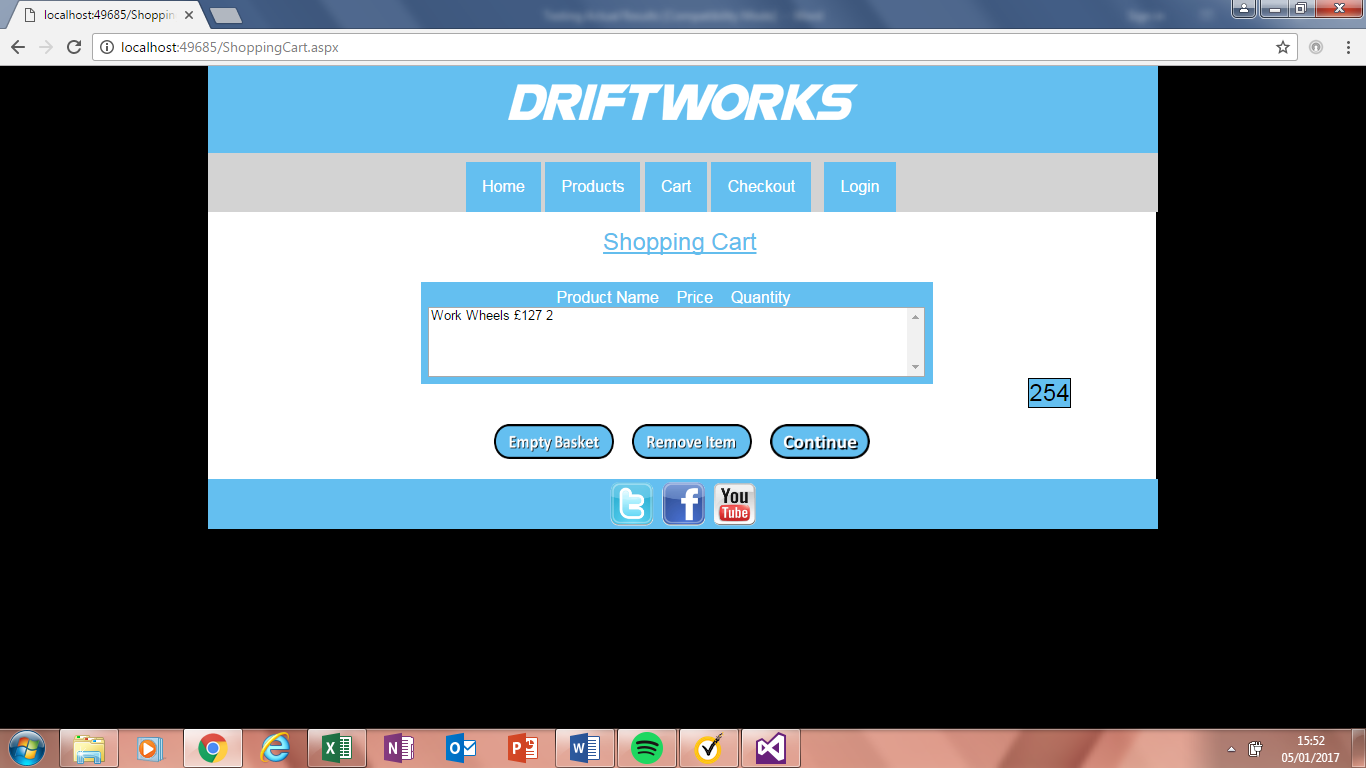 localhost:49685/Shoppin
localhost:49685/ShoppingCart.aspx
DRIFTWORKS
Home Products Cart Checkout Login
Shopping Cart
Product Name Price Quantity
Work Wheels £127 2
254
Empty Basket Remove Item Continue
You
Tube
15:52
05/01/2017